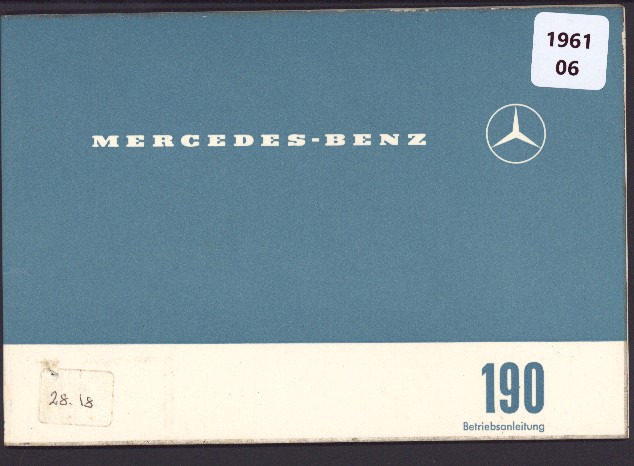 1961
06
MERCEDES-BENZ
28.18
190
Betriebsanleitung